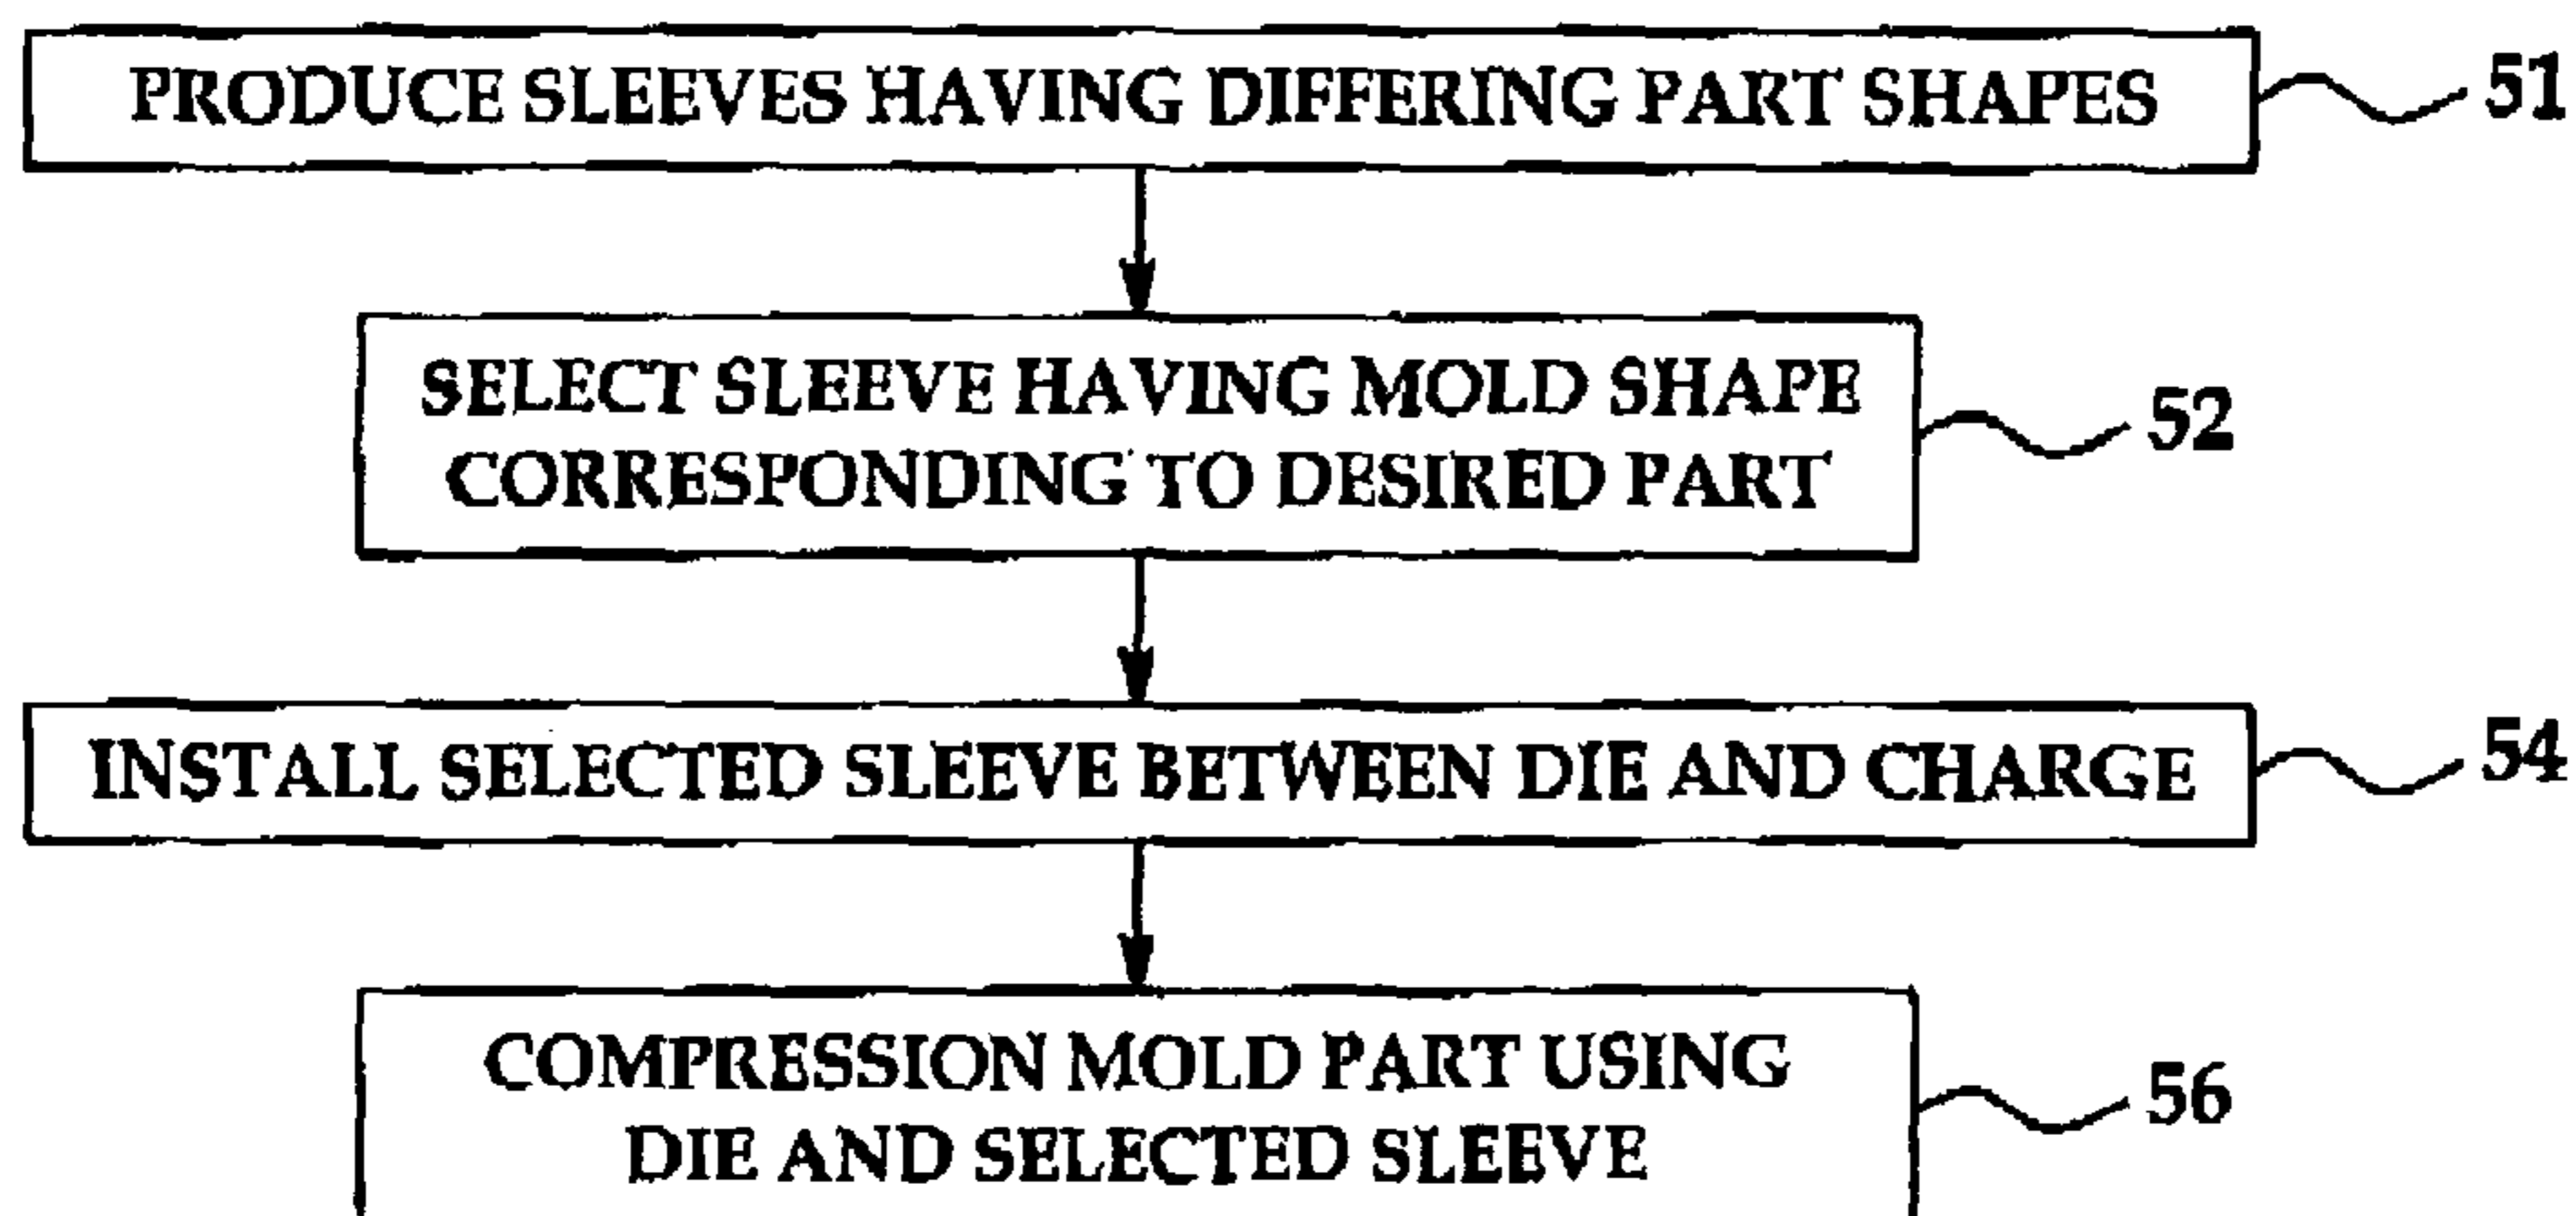 PRODUCE SLEEVES HAVING DIFFERING PART SHAPES
51
SELECT SLEEVE HAVING MOLD SHAPE
CORRESPONDING TO DESIRED PART
52
INSTALL SELECTED SLEEVE BETWEEN DIE AND CHARGE
54
COMPRESSION MOLD PART USING
DIE AND SELECTED SLEEVE
56